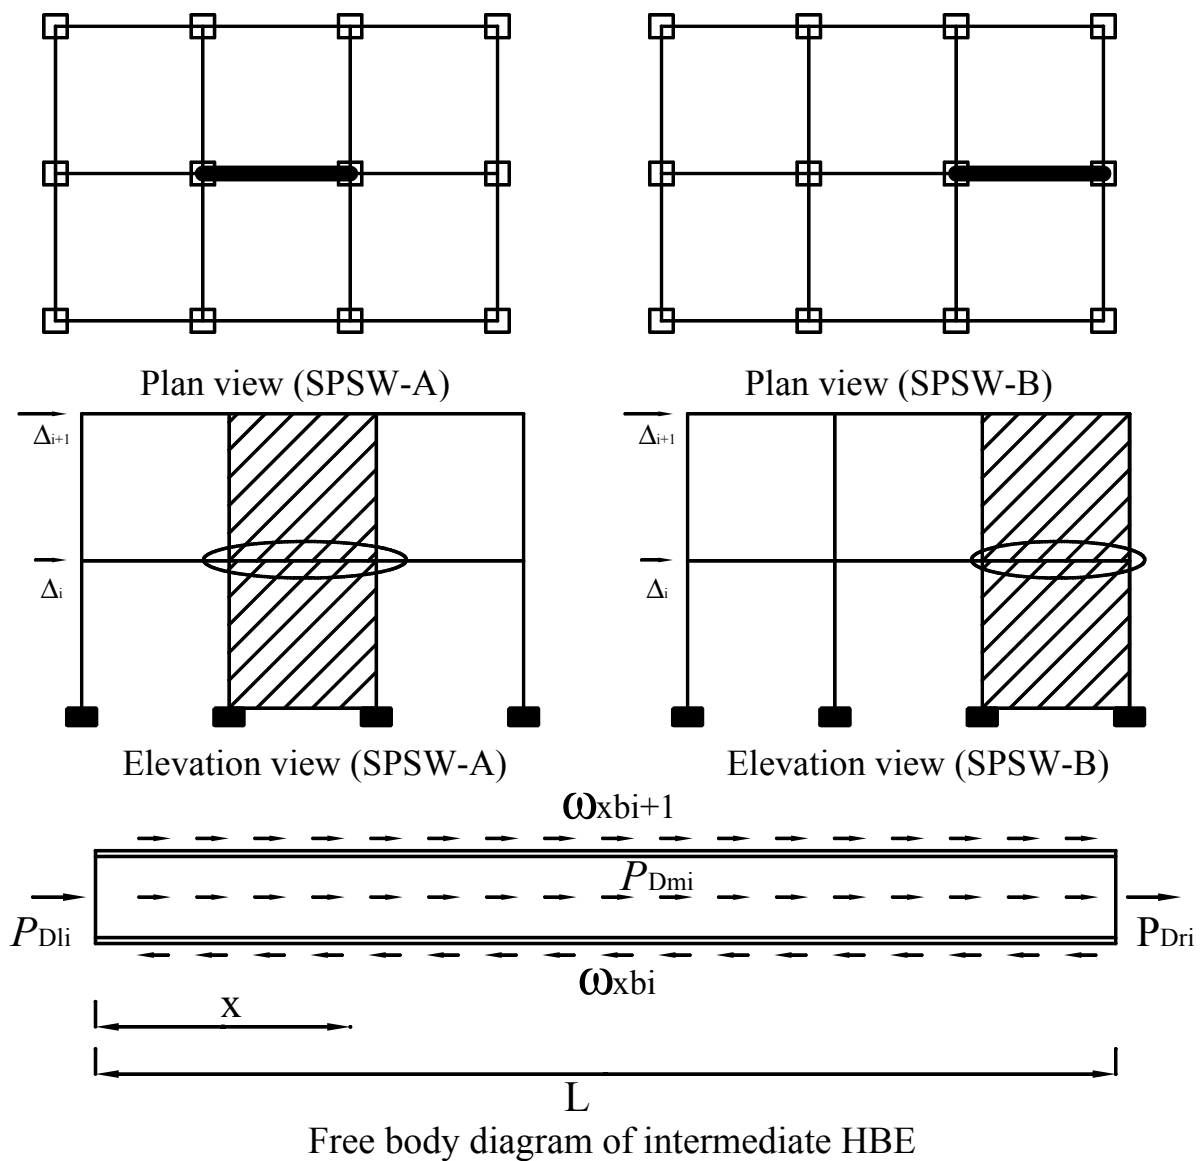 Plan view (SPSW-A)
Plan view (SPSW-B)
Δi+1
Δi
Δi+1
Δi
Elevation view (SPSW-A)
Elevation view (SPSW-B)
ωxbi+1
PDmi
PDli
PDri
ωxbi
x
L
Free body diagram of intermediate HBE